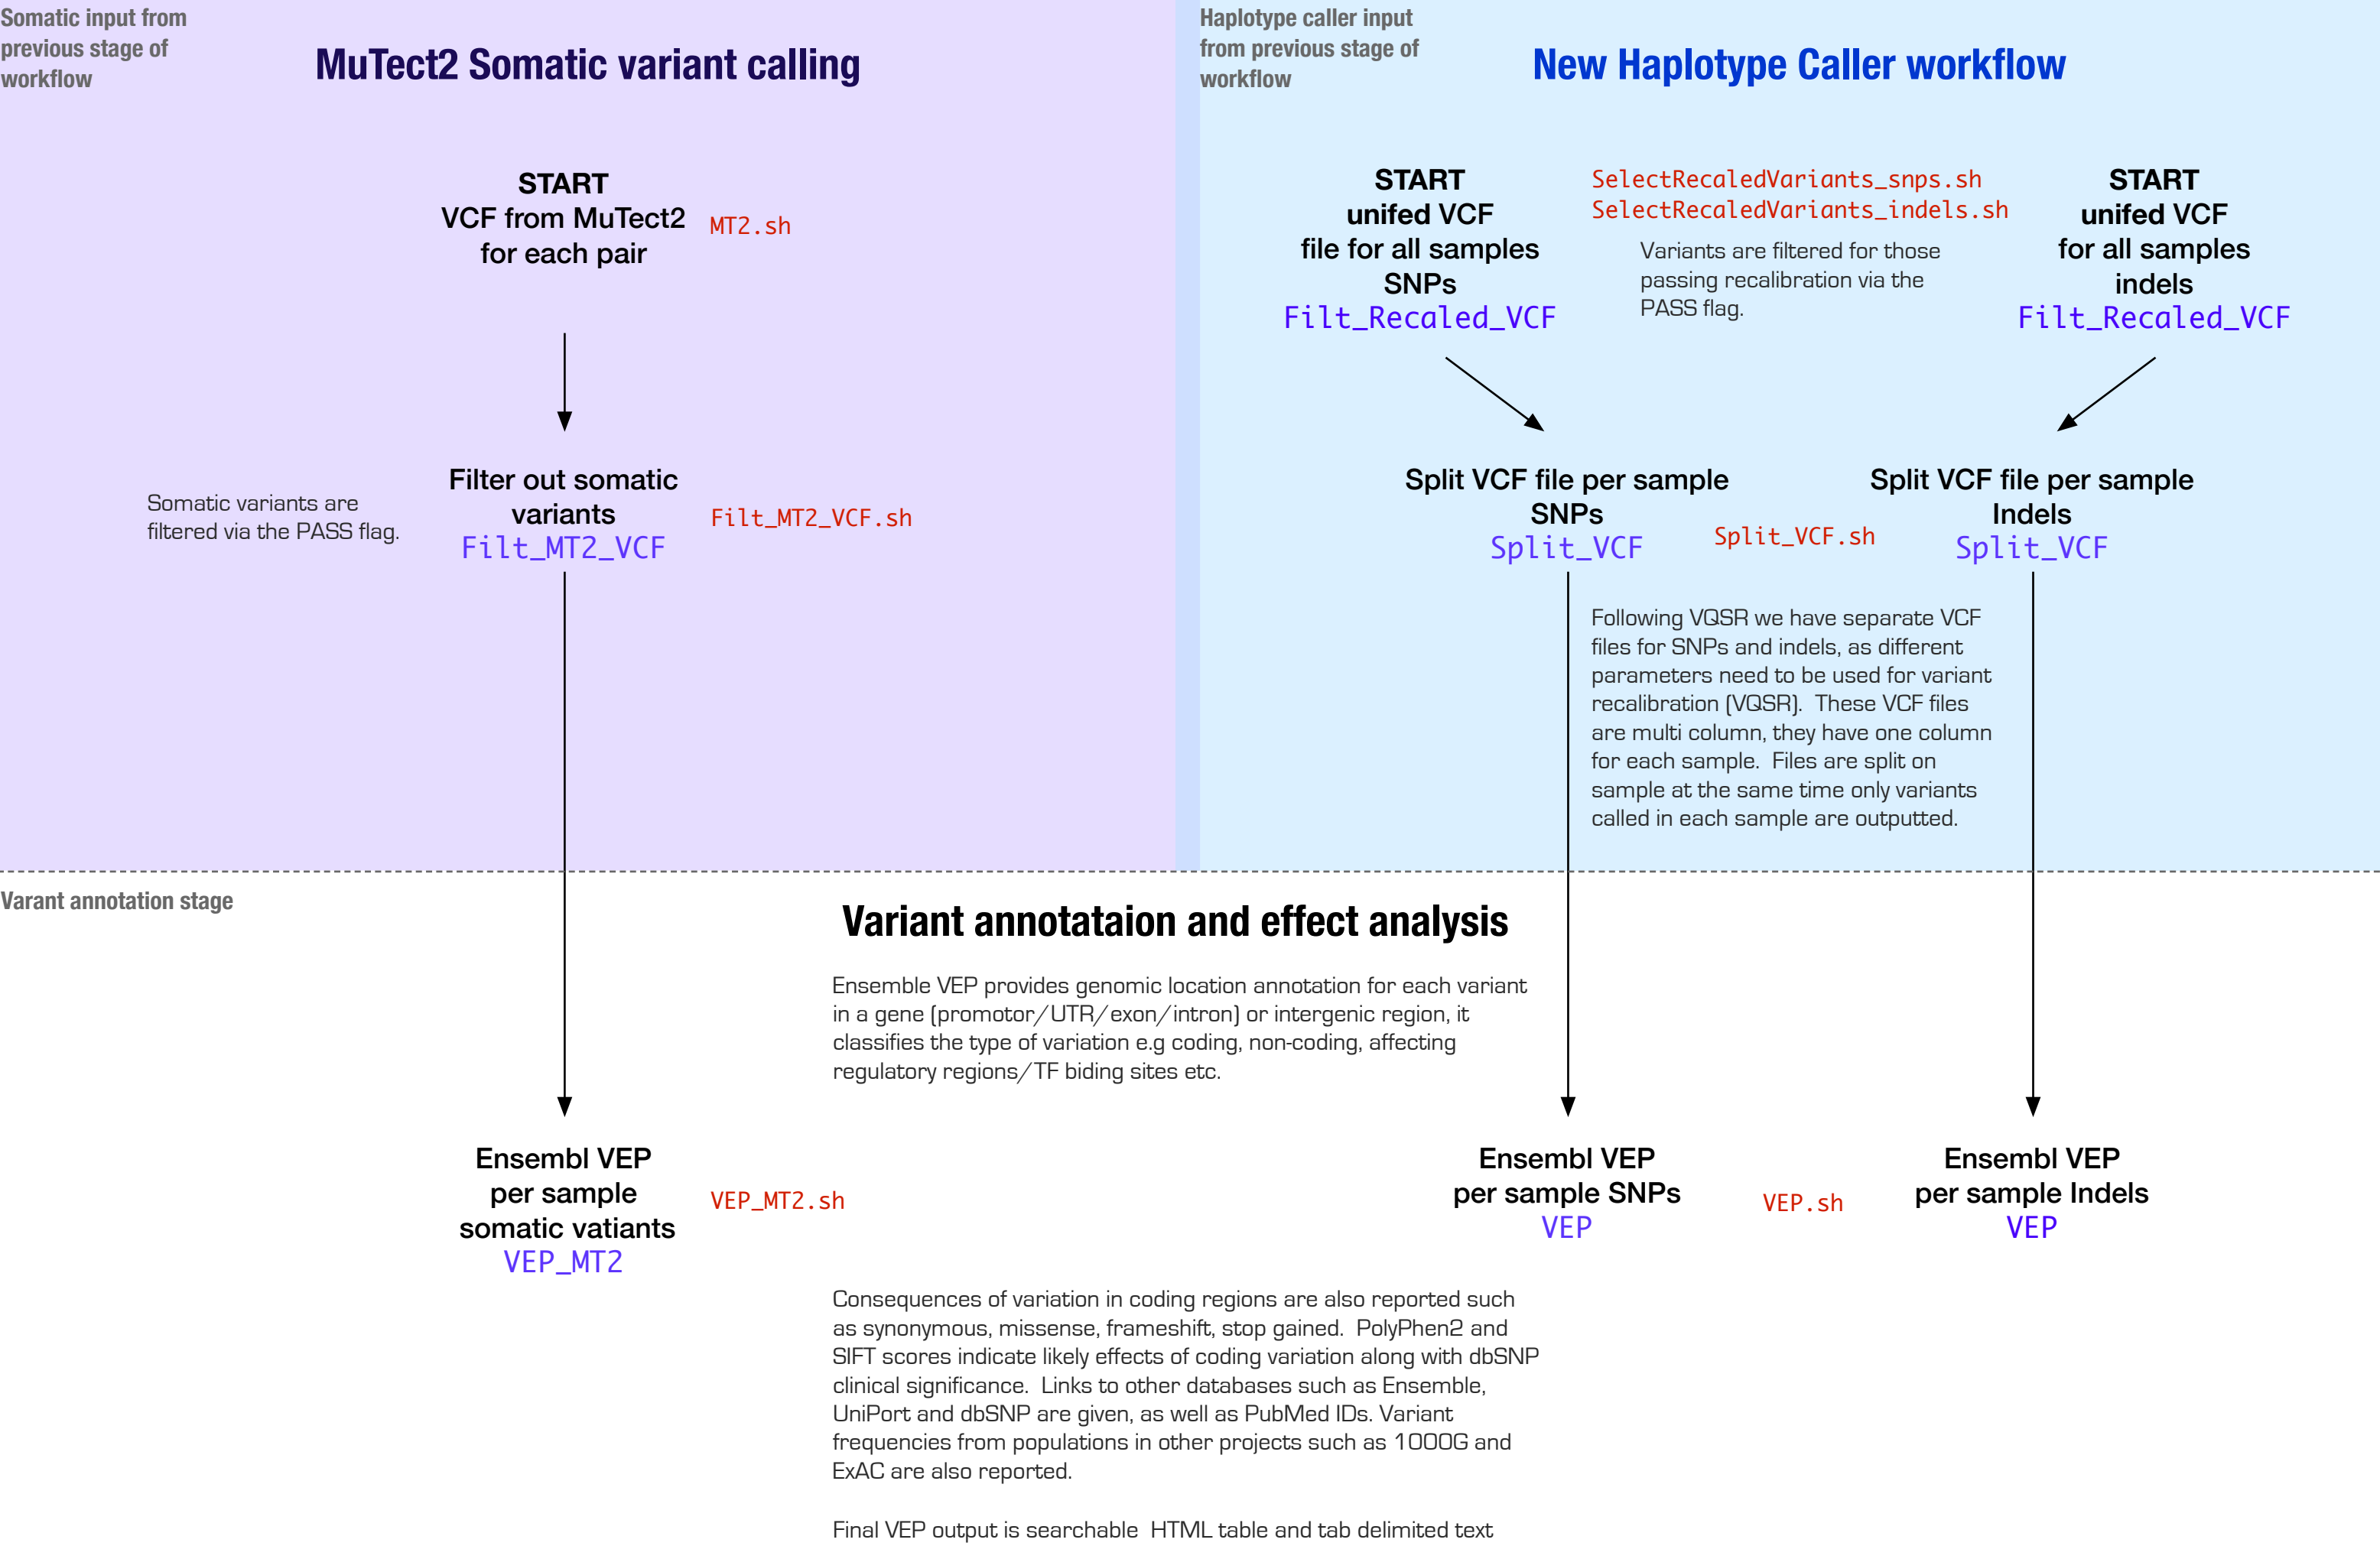 Somatic input from
previous stage of
workflow
MuTect2 Somatic variant calling
START
VCF from MuTect2
for each pair
MT2.sh
Somatic variants are
filtered via the PASS flag.
Filter out somatic
variants
Filt_MT2_VCF
Filt_MT2_VCF.sh
Haplotype caller input
from previous stage of
workflow
New Haplotype Caller workflow
START
unifed VCF
file for all samples
SNPs
Filt_Recaled_VCF
SelectRecaledVariants_snps.sh
SelectRecaledVariants_indels.sh
Variants are filtered for those
passing recalibration via the
PASS flag.
START
unifed VCF
for all samples
indels
Filt_Recaled_VCF
Split VCF file per sample
SNPs
Split_VCF
Split_VCF.sh
Split VCF file per sample
Indels
Split_VCF
Following VQSR we have separate VCF
files for SNPs and indels, as different
parameters need to be used for variant
recalibration (VQSR).  These VCF files
are multi column, they have one column
for each sample.  Files are split on
sample at the same time only variants
called in each sample are outputted.
Varant annotation stage
Variant annotataion and effect analysis
Ensemble VEP provides genomic location annotation for each variant
in a gene (promotor/UTR/exon/intron) or intergenic region, it
classifies the type of variation e.g coding, non-coding, affecting
regulatory regions/TF biding sites etc.
Ensembl VEP
per sample
somatic vatiants
VEP_MT2
VEP_MT2.sh
Ensembl VEP
per sample SNPs
VEP
VEP.sh
Ensembl VEP
per sample Indels
VEP
Consequences of variation in coding regions are also reported such
as synonymous, missense, frameshift, stop gained.  PolyPhen2 and
SIFT scores indicate likely effects of coding variation along with dbSNP
clinical significance.  Links to other databases such as Ensemble,
UniPort and dbSNP are given, as well as PubMed IDs. Variant
frequencies from populations in other projects such as 1000G and
ExAC are also reported.
Final VEP output is searchable  HTML table and tab delimited text